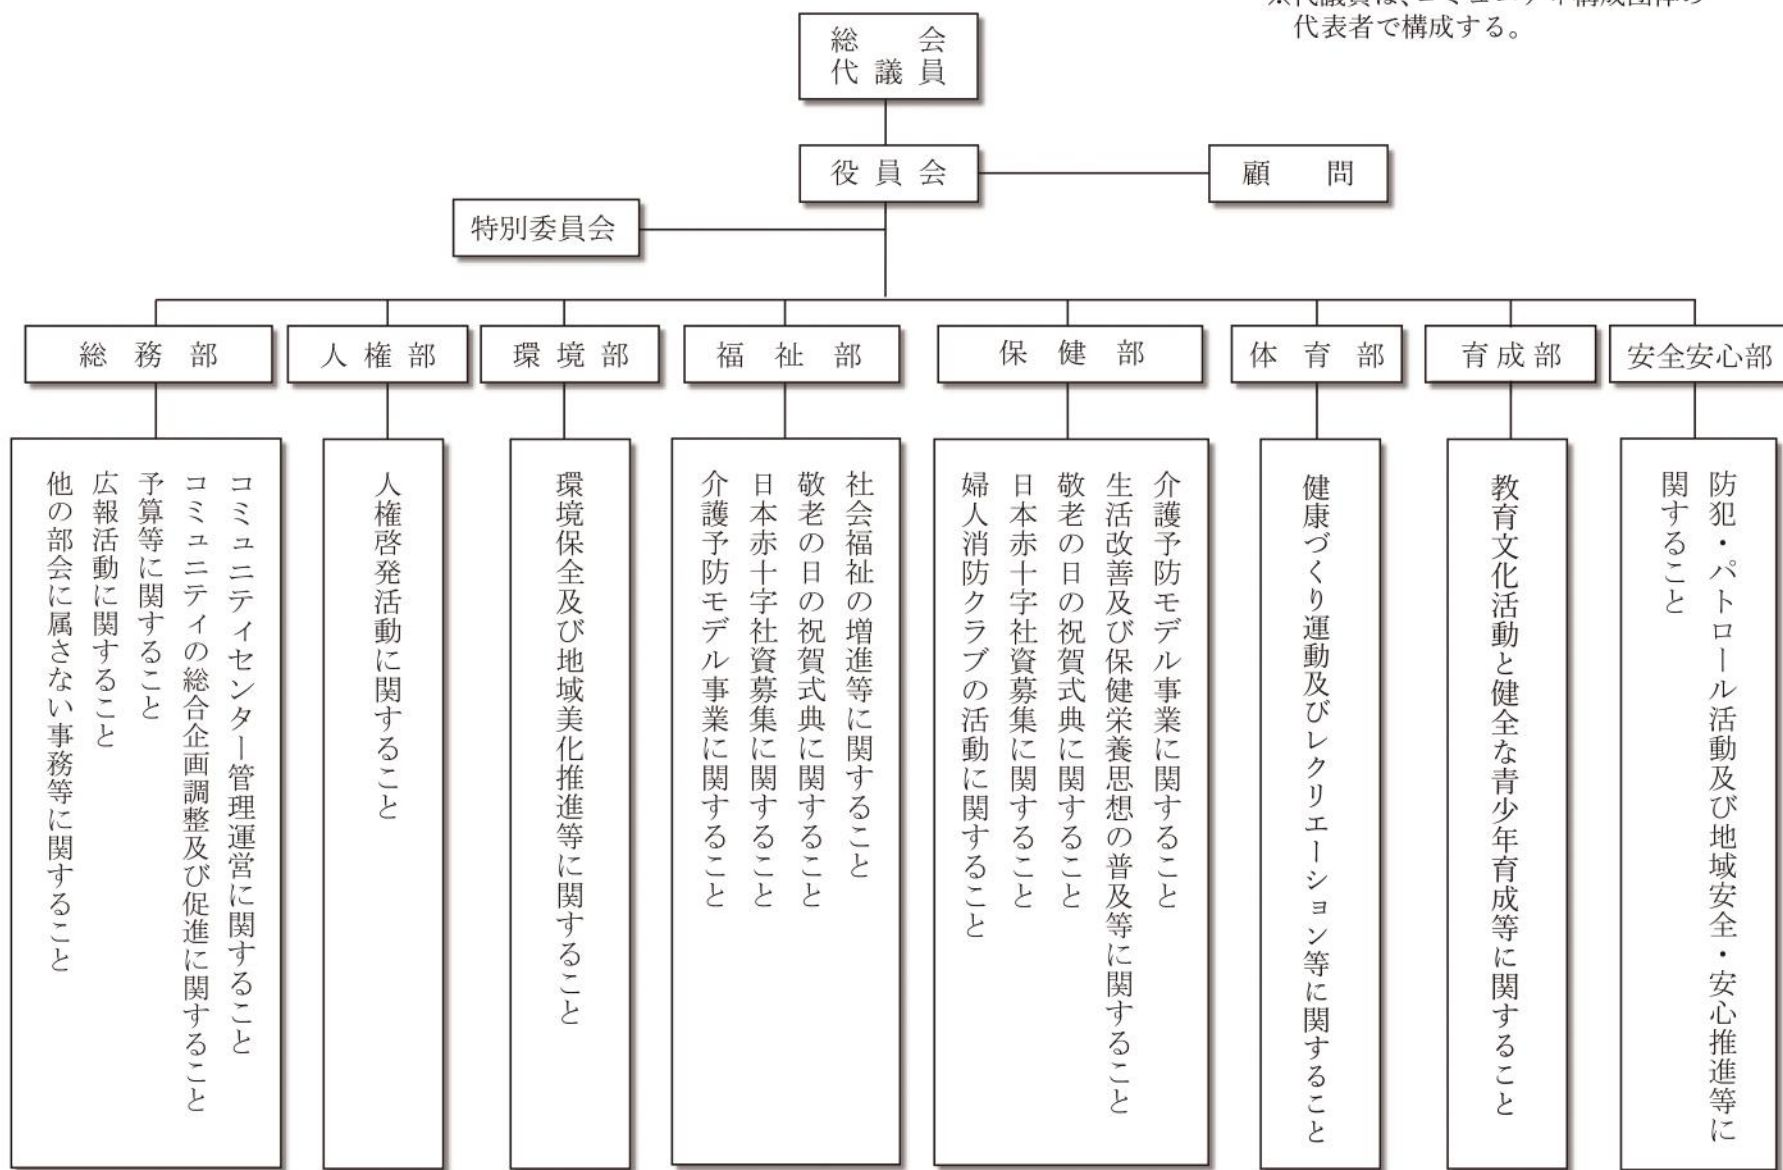 代表者で構成する。
総会
代議員
役員会
顧問
特別委員会
総務部
人権部
環境部
福祉部
保健部
体育部
育成部
安全安心部
コミュニティセンター管理運営に関すること
コミュニティの総合企画調整及び促進に関すること
予算等に関すること
広報活動に関すること
他の部会に属さない事務等に関すること
人権啓発活動に関すること
環境保全及び地域美化推進等に関すること
社会福祉の増進等に関すること
敬老の日の祝賀式典に関すること
日本赤十字社資募集に関すること
介護予防モデル事業に関すること
介護予防モデル事業に関すること
生活改善及び保健栄養思想の普及等に関すること
敬老の日の祝賀式典に関すること
日本赤十字社資募集に関すること
婦人消防クラブの活動に関すること
健康づくり運動及びレクリエーション等に関すること
教育文化活動と健全な青少年育成等に関すること
防犯・パトロール活動及び地域安全・安心推進等に
関すること